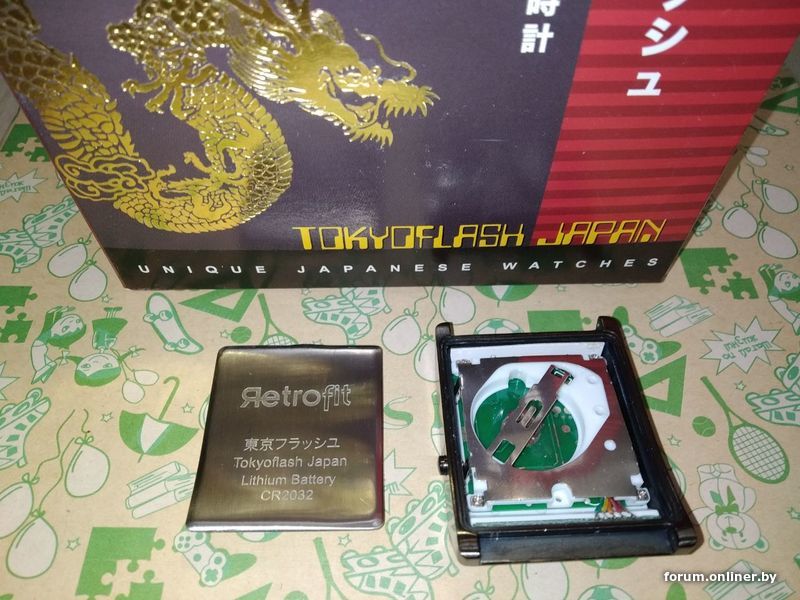 ッシュ
時計
TOKYOFLASH JAPAN
UNIQUE JAPANESE WATCHES
Retrofit
東京フラッシュ
Tokyoflash Japan
Lithium Battery
CR2032
forum.onliner.by